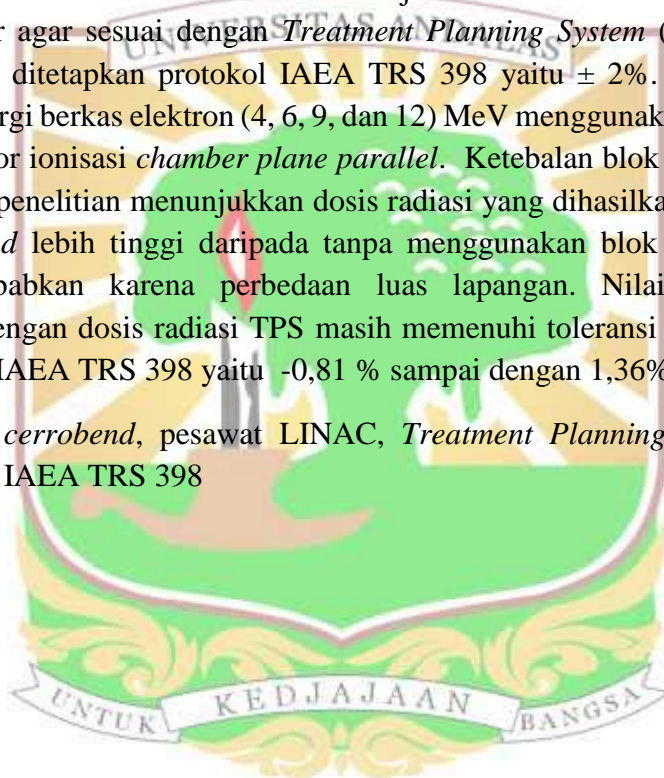 UNIVERSITAS ANDALAS
r agar sesuai dengan Treatment Planning System (
ditetapkan protokol IAEA TRS 398 yaitu ± 2%.
rgi berkas elektron (4, 6, 9, dan 12) MeV menggunak
or ionisasi chamber plane parallel. Ketebalan blok
penelitian menunjukkan dosis radiasi yang dihasilka
d lebih tinggi daripada tanpa menggunakan blok
abkan karena perbedaan luas lapangan. Nilai
engan dosis radiasi TPS masih memenuhi toleransi
IAEA TRS 398 yaitu -0,81 % sampai dengan 1,36%
cerrobend, pesawat LINAC, Treatment Planning
IAEA TRS 398
UNTUK KEDJAJAAN BANGSA